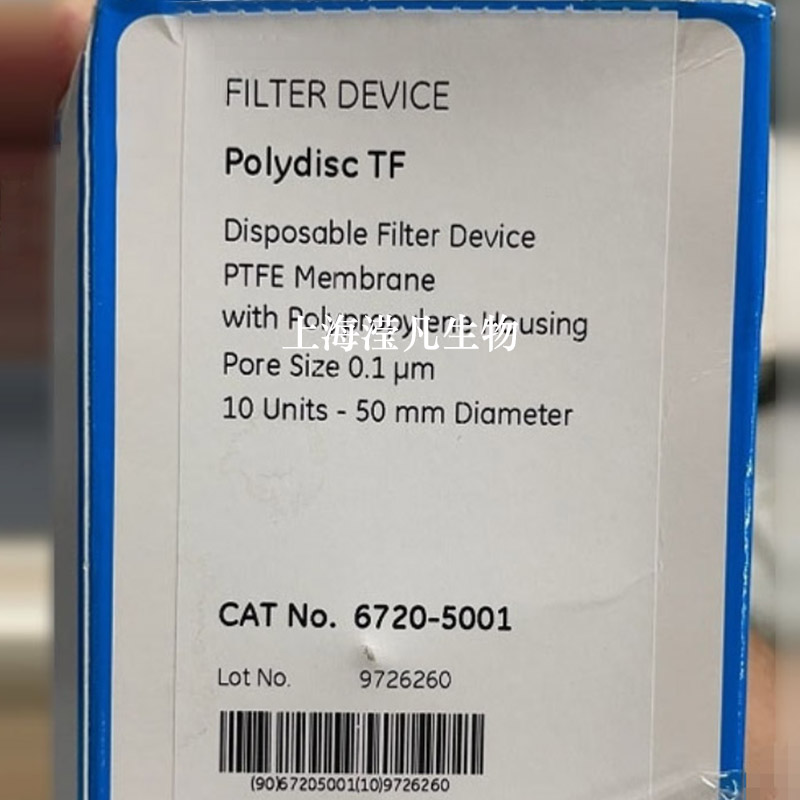 FILTER DEVICE
Polydisc TF
Disposable Filter Device
PTFE Membrane
with Polypropylene Housing
上海滢凡生物
Pore Size 0.1 µm
10 Units - 50 mm Diameter
CAT No. 6720-5001
Lot No. 9726260
(90)67205001(10)9726260